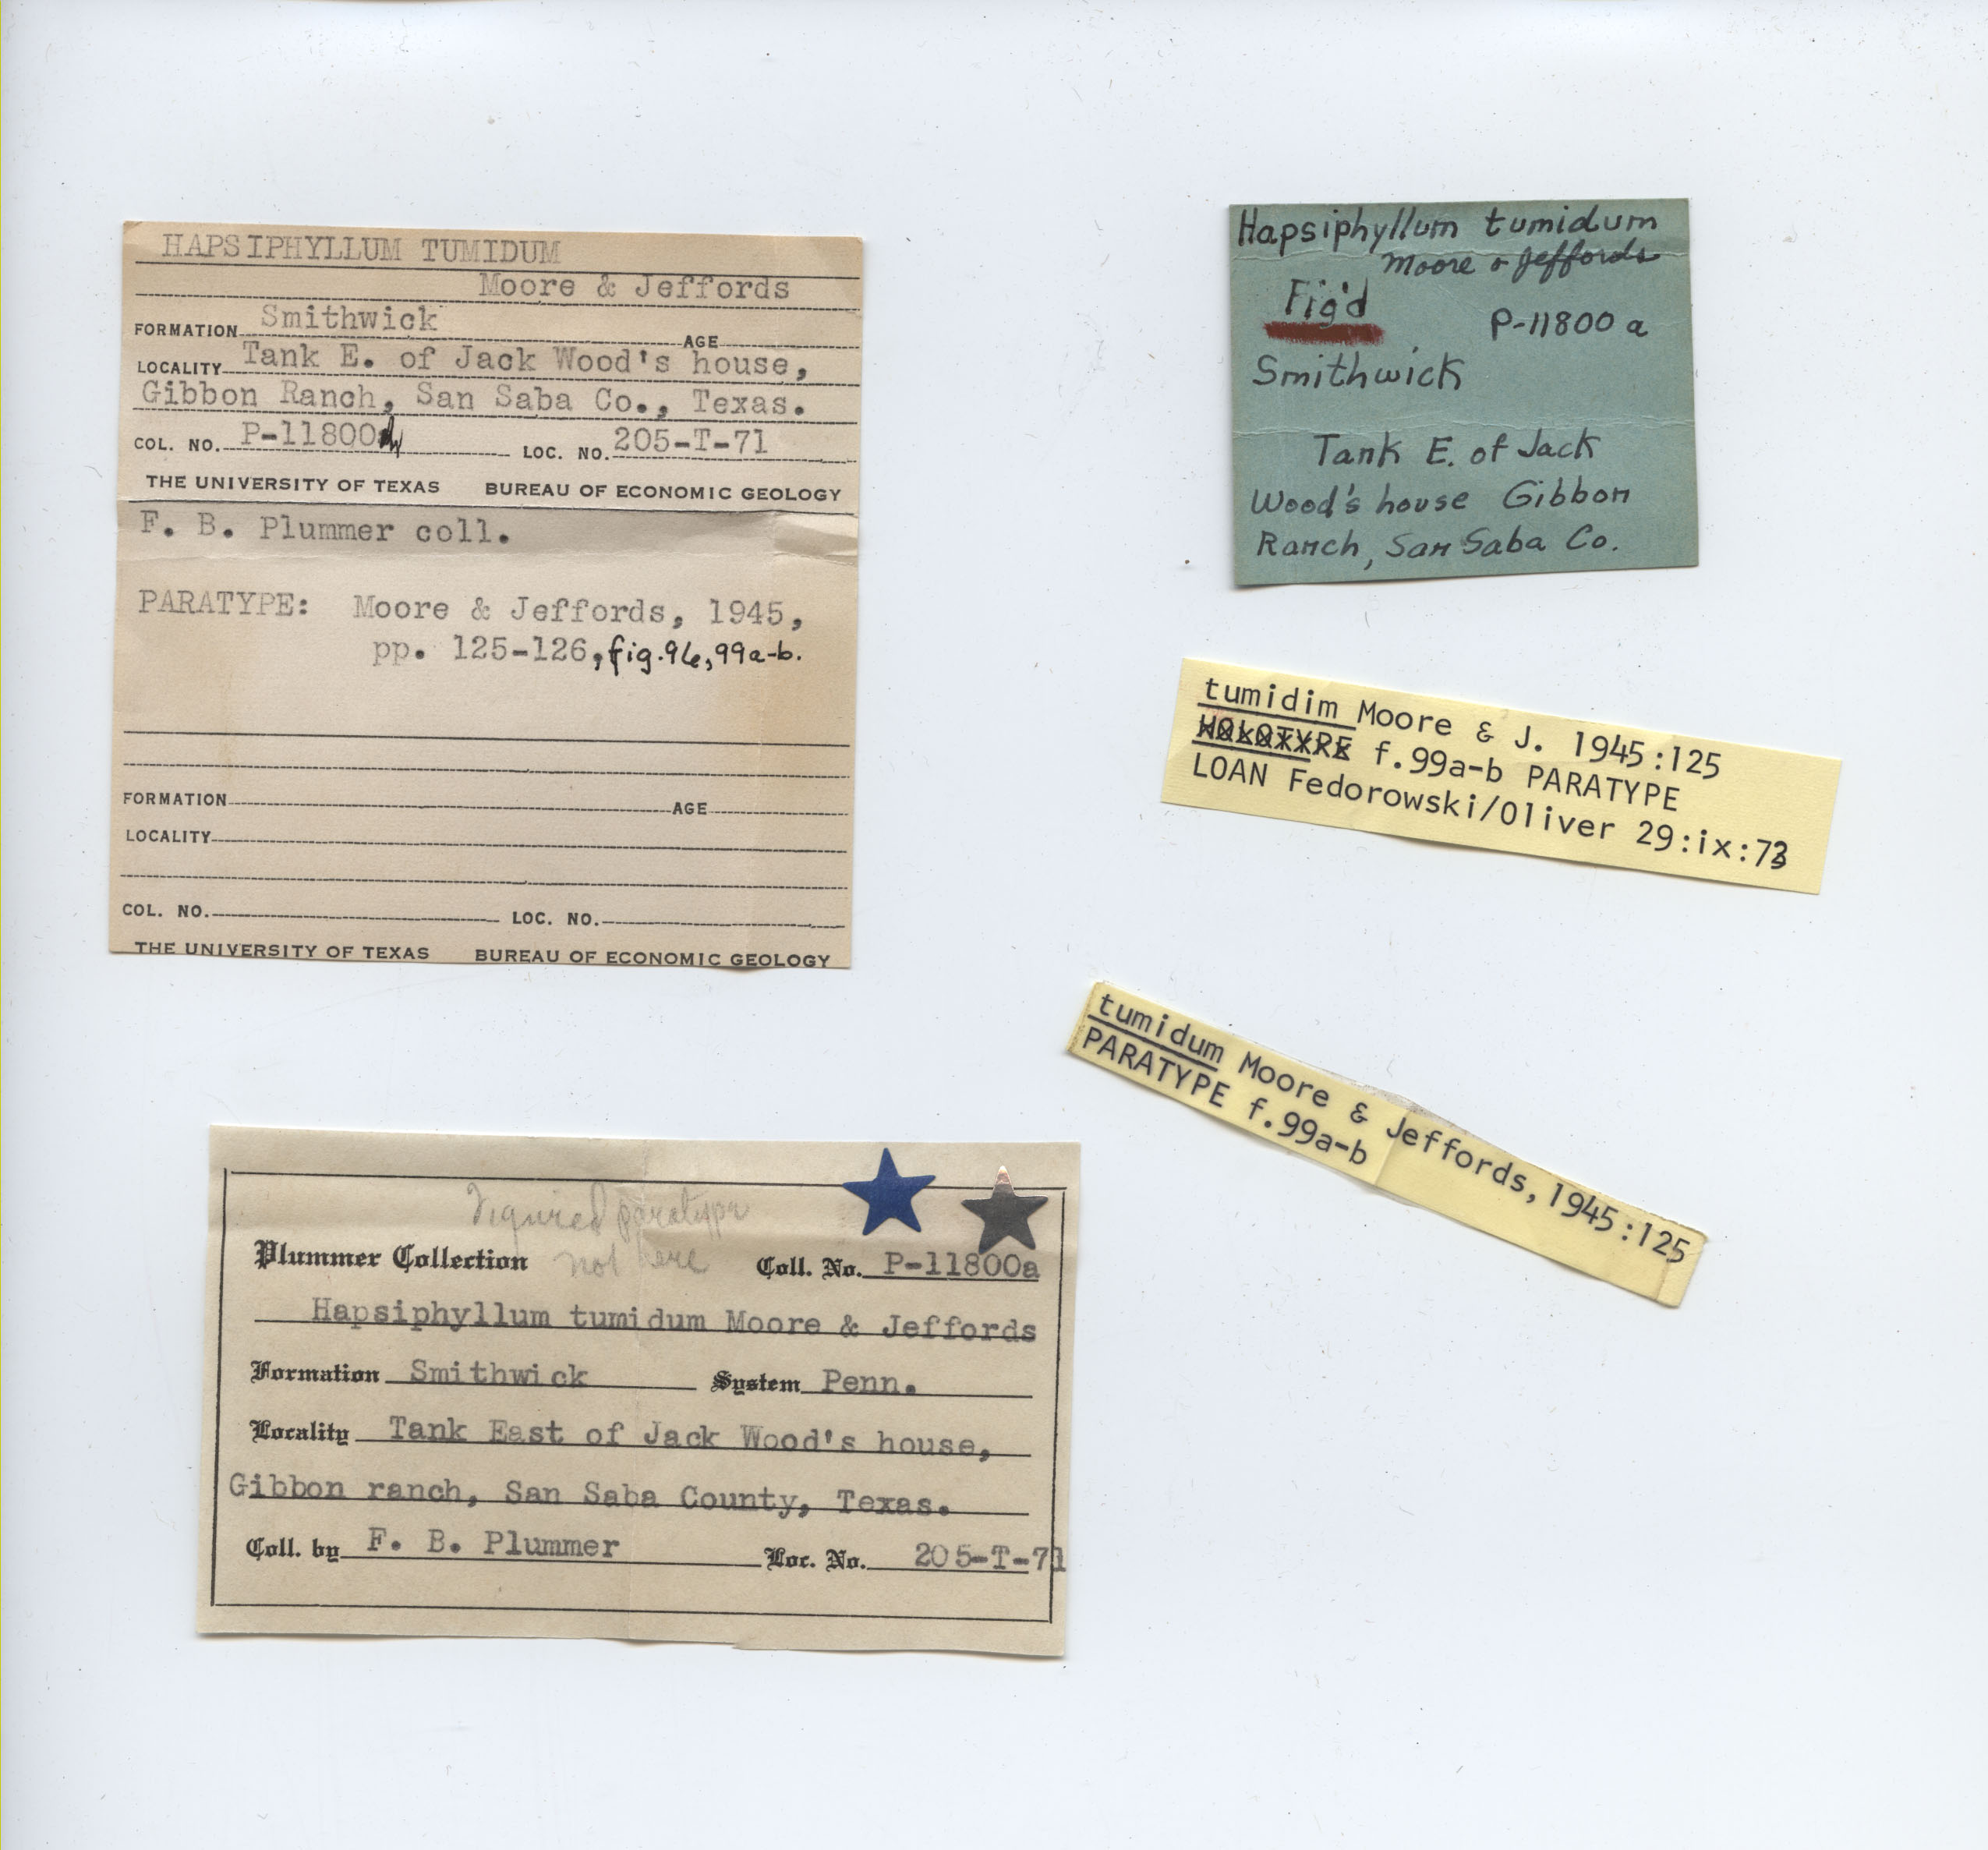 HAPSIPHYLLUM TUMIDUM
Moore & Jeffords
FORMATION Smithwick AGE
LOCALITY Tank E. of Jack Wood's house,
Gibbon Ranch, San Saba Co., Texas.
COL. NO. P-11800 LOC. NO. 205-T-71
THE UNIVERSITY OF TEXAS BUREAU OF ECONOMIC GEOLOGY
F. B. Plummer coll.
PARATYPE: Moore & Jeffords, 1945,
pp. 125-126, fig. 99a-b.
FORMATION AGE
LOCALITY
COL. NO. LOC. NO.
THE UNIVERSITY OF TEXAS BUREAU OF ECONOMIC GEOLOGY
Hapsiphyllum tumidum
Moore & Jeffords
Fig'd
P-11800 a
Smithwick
Tank E. of Jack
Wood's house Gibbon
Ranch, San Saba Co.
tumidim Moore & J. 1945:125
HOLOTYPE f.99a-b PARATYPE
LOAN Fedorowski/Oliver 29:ix:73
tumidum Moore & Jeffords, 1945:125
PARATYPE f.99a-b
Figured paratype
not here
Plummer Collection Coll. No. P-11800a
Hapsiphyllum tumidum Moore & Jeffords
Formation Smithwick System Penn.
Locality Tank East of Jack Wood's house,
Gibbon ranch, San Saba County, Texas.
Coll. by F. B. Plummer Loc. No. 205-T-71